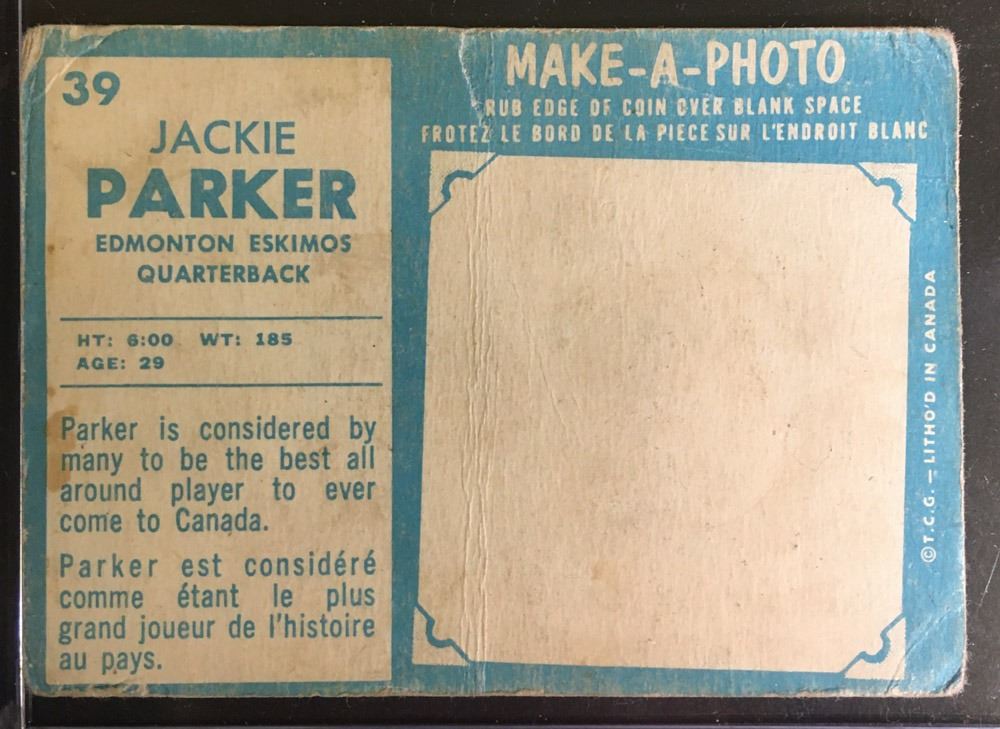 39
JACKIE
PARKER
EDMONTON ESKIMOS
QUARTERBACK
HT: 6:00 WT: 185
AGE: 29
Parker is considered by
many to be the best all
around player to ever
come to Canada.
Parker est considéré
comme étant le plus
grand joueur de l'histoire
au pays.
MAKE-A-PHOTO
RUB EDGE OF COIN OVER BLANK SPACE
FROTEZ LE BORD DE LA PIECE SUR L'ENDROIT BLANC
© T.C.G. — LITHO'D IN CANADA